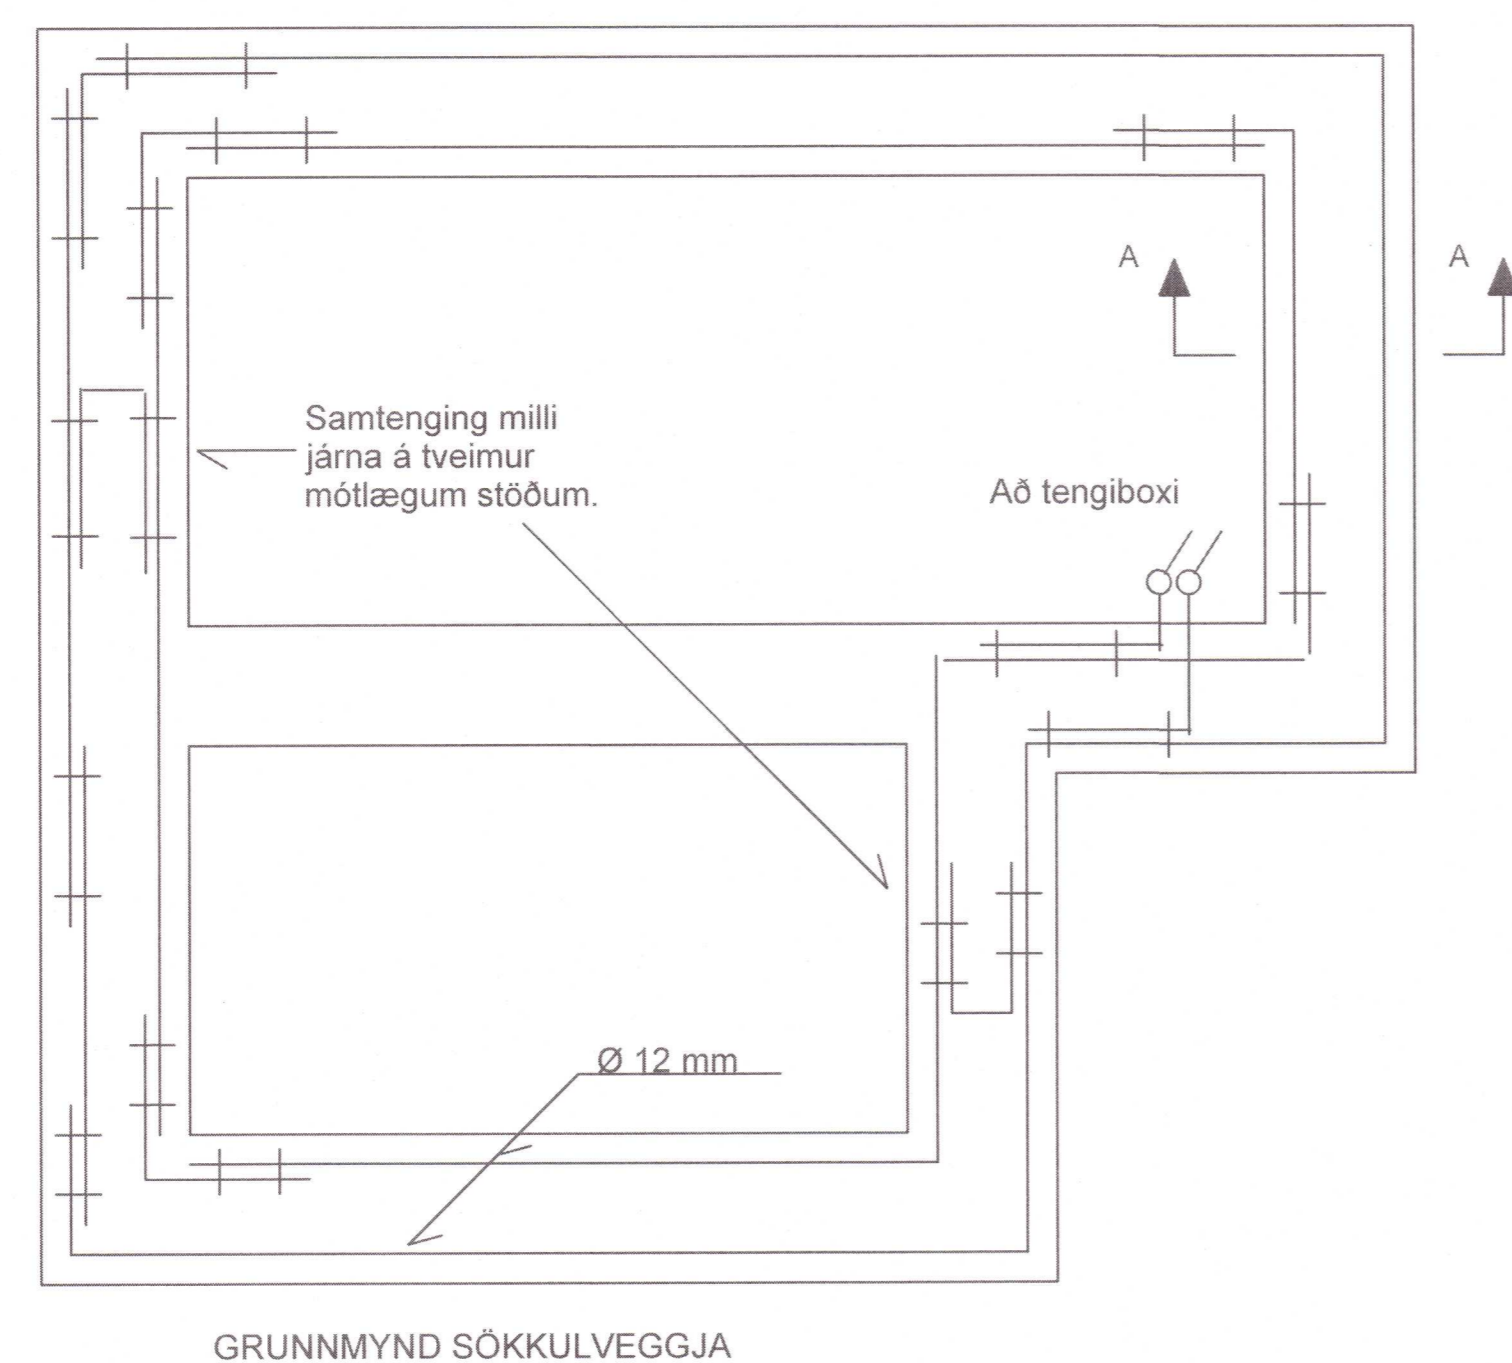 A
A
Samtenging milli
járna á tveimur
mótlægum stöðum.
Að tengiboxi
Ø 12 mm
GRUNNMYND SÖKKULVEGGJA